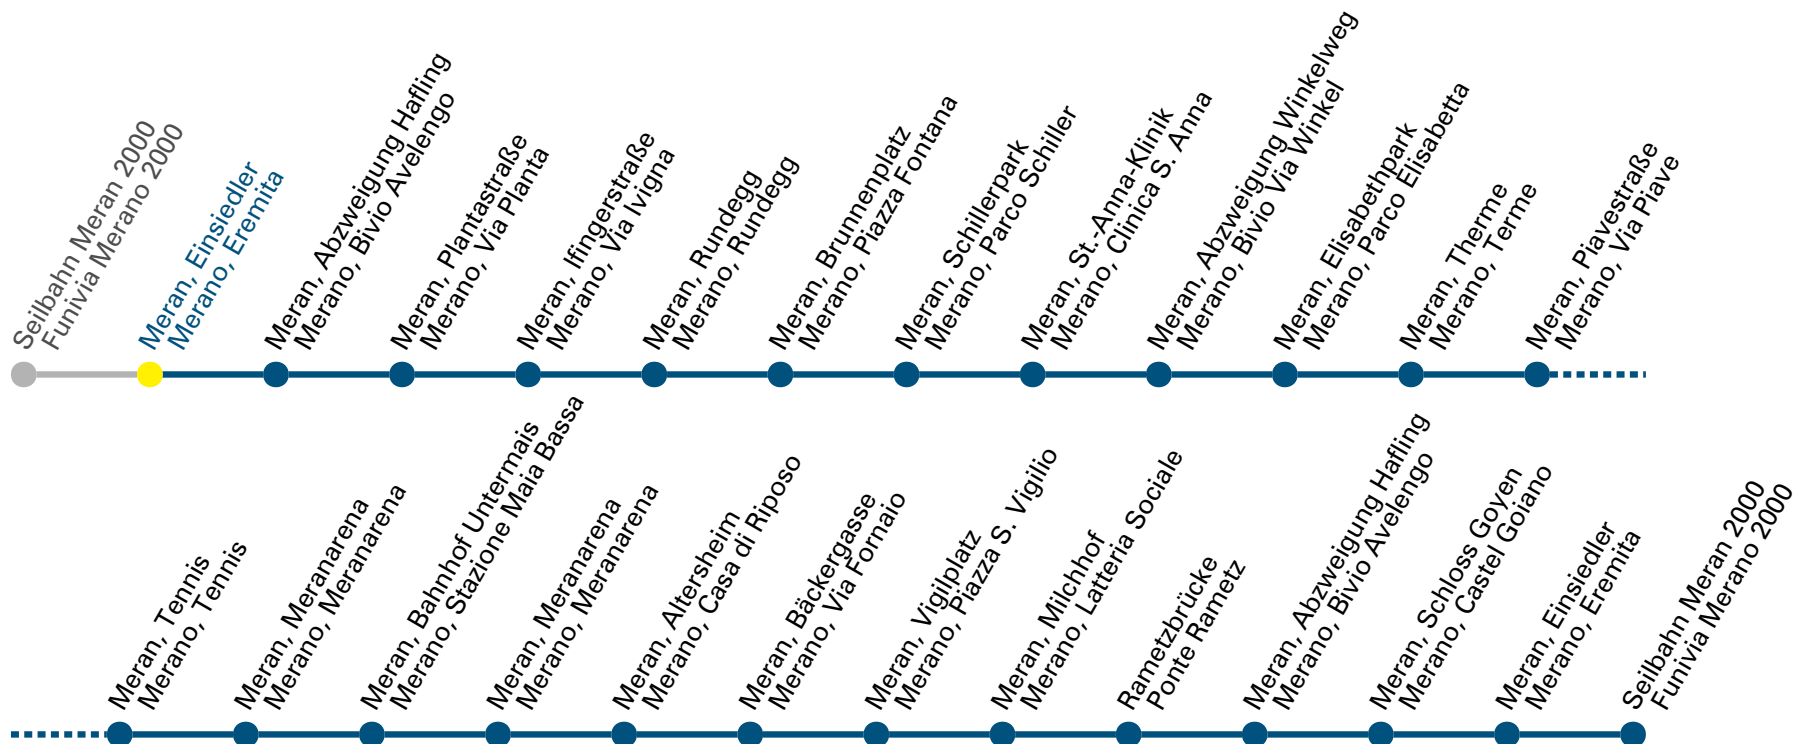 Seilbahn Meran 2000
Funivia Merano 2000
Meran, Einsiedler
Merano, Eremita
Meran, Abzweigung Hafling
Merano, Bivio Avelengo
Meran, Plantastraße
Merano, Via Planta
Meran, Ifingerstraße
Merano, Via Ivigna
Meran, Rundegg
Merano, Rundegg
Meran, Brunnenplatz
Merano, Piazza Fontana
Meran, Schillerpark
Merano, Parco Schiller
Meran, St.-Anna-Klinik
Merano, Clinica S. Anna
Meran, Abzweigung Winkelweg
Merano, Bivio Via Winkel
Meran, Elisabethpark
Merano, Parco Elisabetta
Meran, Therme
Merano, Terme
Meran, Piavestraße
Merano, Via Piave
Meran, Tennis
Merano, Tennis
Meran, Meranarena
Merano, Meranarena
Meran, Bahnhof Untermais
Merano, Stazione Maia Bassa
Meran, Meranarena
Merano, Meranarena
Meran, Altersheim
Merano, Casa di Riposo
Meran, Bäckergasse
Merano, Via Fornaio
Meran, Vigilplatz
Merano, Piazza S. Vigilio
Meran, Milchhof
Merano, Latteria Sociale
Rametzbrücke
Ponte Rametz
Meran, Abzweigung Hafling
Merano, Bivio Avelengo
Meran, Schloss Goyen
Merano, Castel Goiano
Meran, Einsiedler
Merano, Eremita
Seilbahn Meran 2000
Funivia Merano 2000